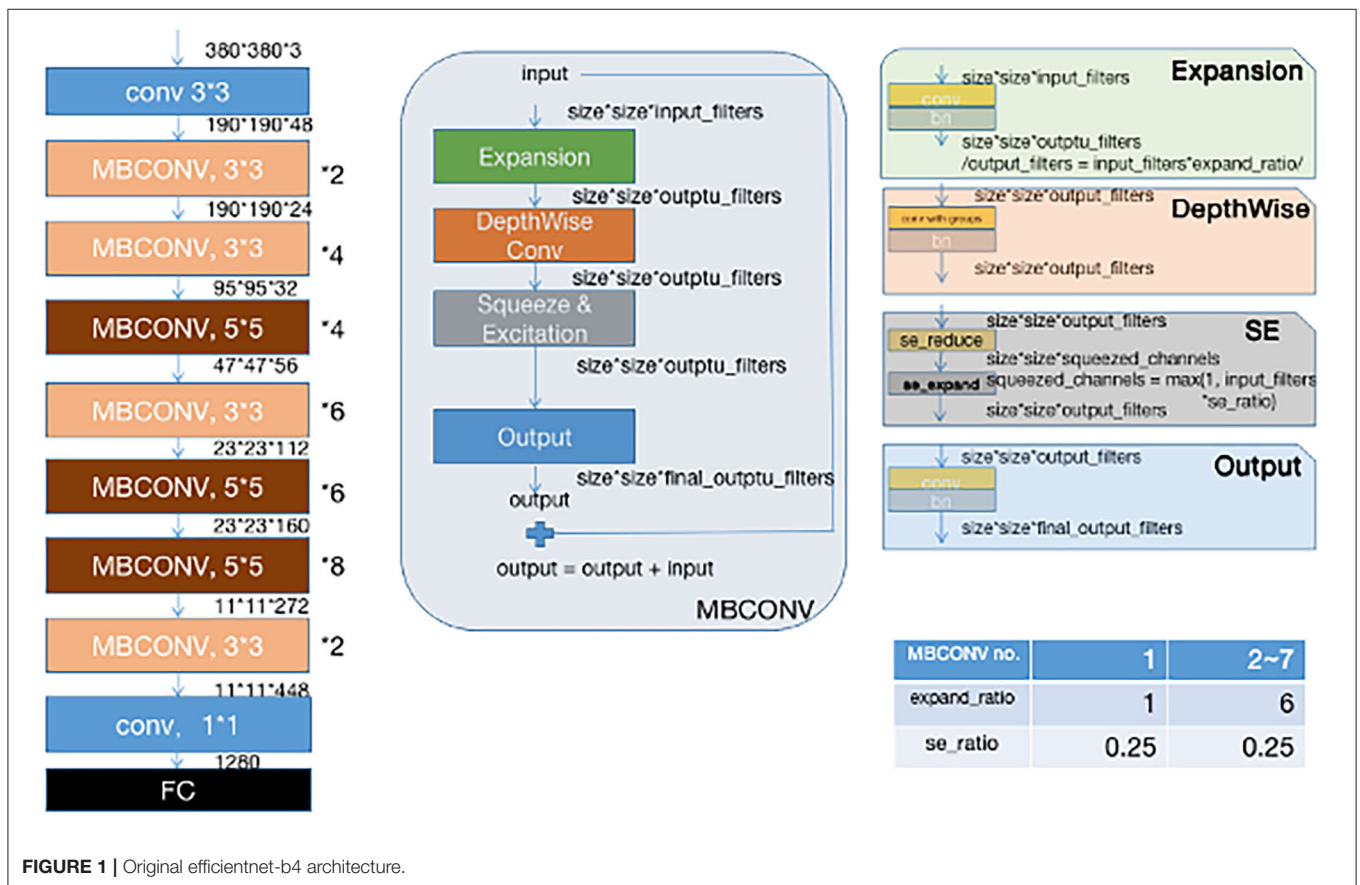 380*380*3
conv 3*3
190*190*48
MBCONV, 3*3
*2
190*190*24
MBCONV, 3*3
*4
95*95*32
MBCONV, 5*5
*4
47*47*56
MBCONV, 3*3
*6
23*23*112
MBCONV, 5*5
*6
23*23*160
MBCONV, 5*5
*8
11*11*272
MBCONV, 3*3
*2
11*11*448
conv, 1*1
1280
FC
input
size*size*input_filters
Expansion
size*size*outptu_filters
DepthWise
Conv
size*size*outptu_filters
Squeeze &
Excitation
size*size*outptu_filters
Output
size*size*final_outptu_filters
output
output = output + input
MBCONV
Expansion
size*size*input_filters
conv
bn
size*size*outptu_filters
/output_filters = input_filters*expand_ratio/
DepthWise
size*size*output_filters
conv with groups
bn
size*size*output_filters
SE
size*size*output_filters
se_reduce
size*size*squeezed_channels
se_expand
squeezed_channels = max(1, input_filters
*se_ratio)
size*size*output_filters
Output
size*size*output_filters
conv
bn
size*size*final_output_filters
MBCONV no. 1 2~7
expand_ratio 1 6
se_ratio 0.25 0.25
FIGURE 1 | Original efficientnet-b4 architecture.